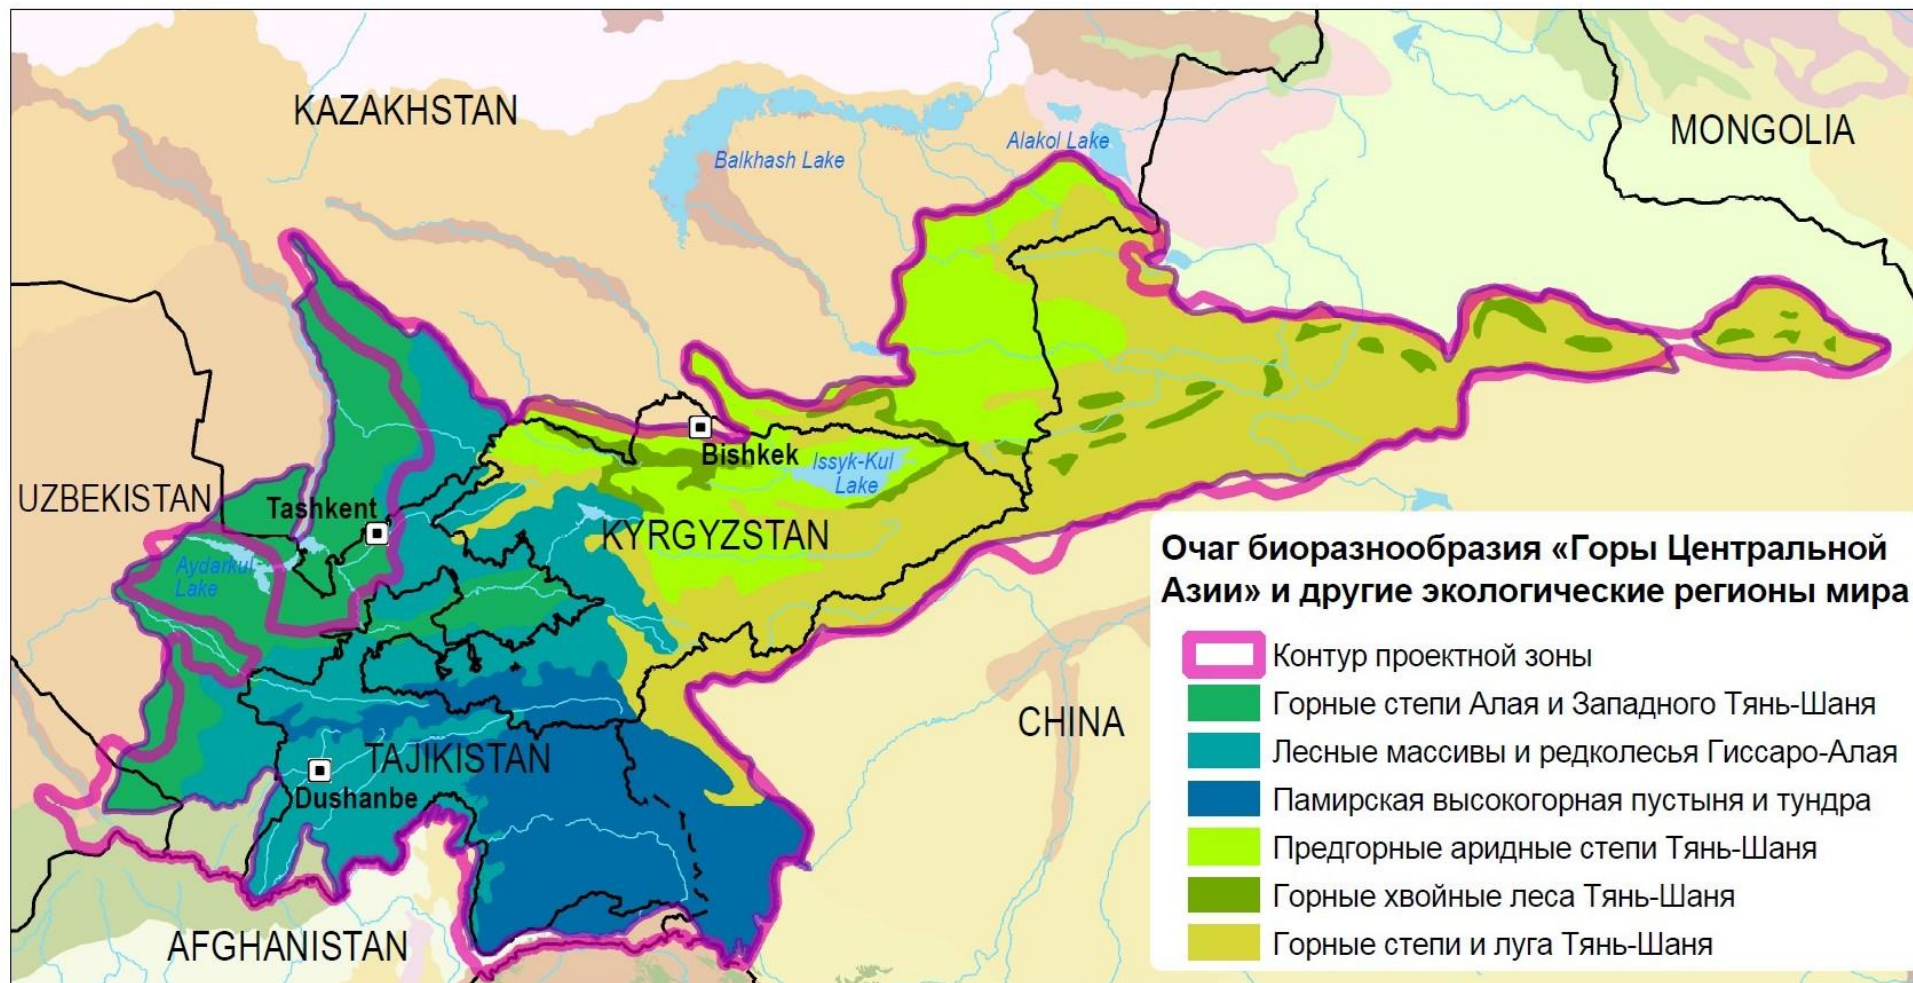 KAZAKHSTAN
Balkhash Lake
Alakol Lake
MONGOLIA
UZBEKISTAN
Tashkent
Bishkek
Issyk-Kul
Lake
KYRGYZSTAN
Aydarkul
Lake
TAJIKISTAN
Dushanbe
CHINA
AFGHANISTAN
Очаг биоразнообразия «Горы Центральной
Азии» и другие экологические регионы мира
Контур проектной зоны
Горные степи Алая и Западного Тянь-Шаня
Лесные массивы и редколесья Гиссаро-Алая
Памирская высокогорная пустыня и тундра
Предгорные аридные степи Тянь-Шаня
Горные хвойные леса Тянь-Шаня
Горные степи и луга Тянь-Шаня